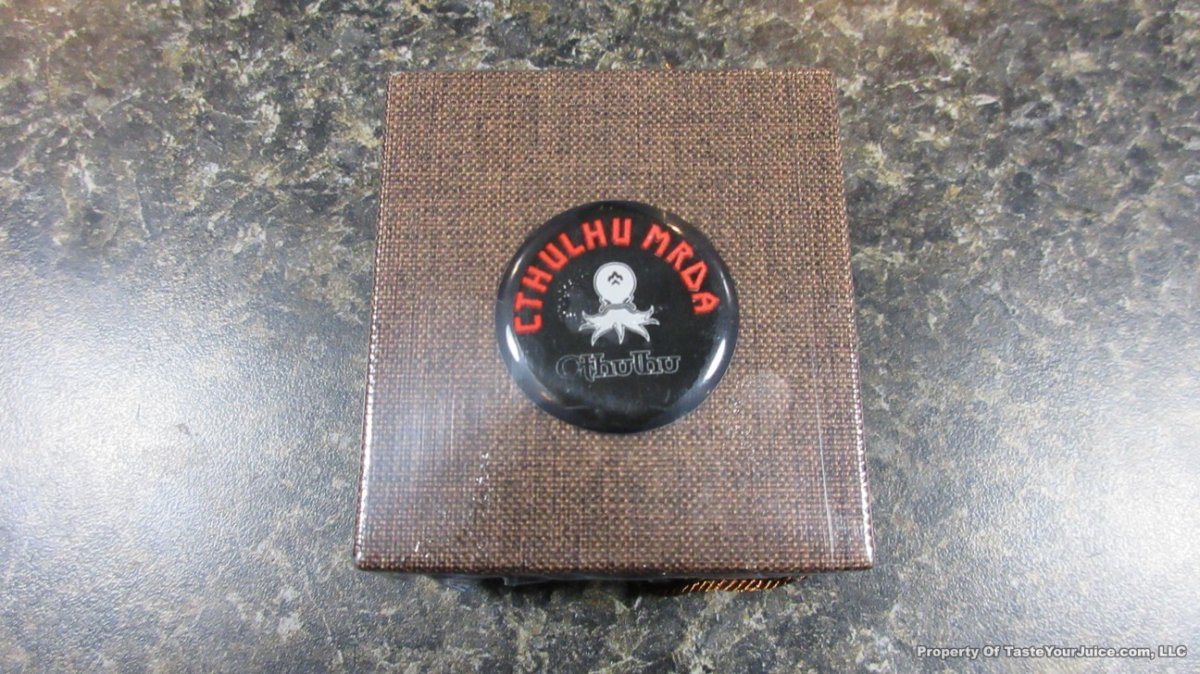 CTHULHU MRDA
Cthulhu
Property Of TasteYourJuice.com, LLC